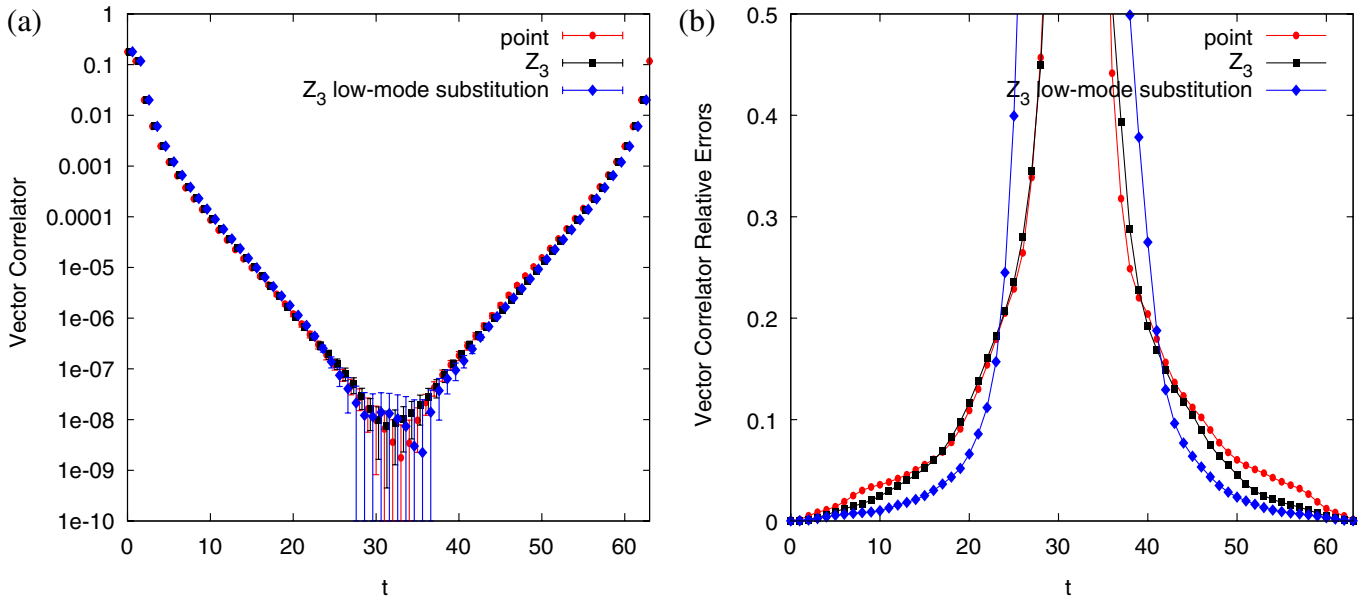 (a)
Vector Correlator
1
0.1
0.01
0.001
0.0001
1e-05
1e-06
1e-07
1e-08
1e-09
1e-10
point
Z3
Z3 low-mode substitution
0 10 20 30 40 50 60
t
(b)
Vector Correlator Relative Errors
0.5
0.4
0.3
0.2
0.1
0
point
Z3
Z3 low-mode substitution
0 10 20 30 40 50 60
t